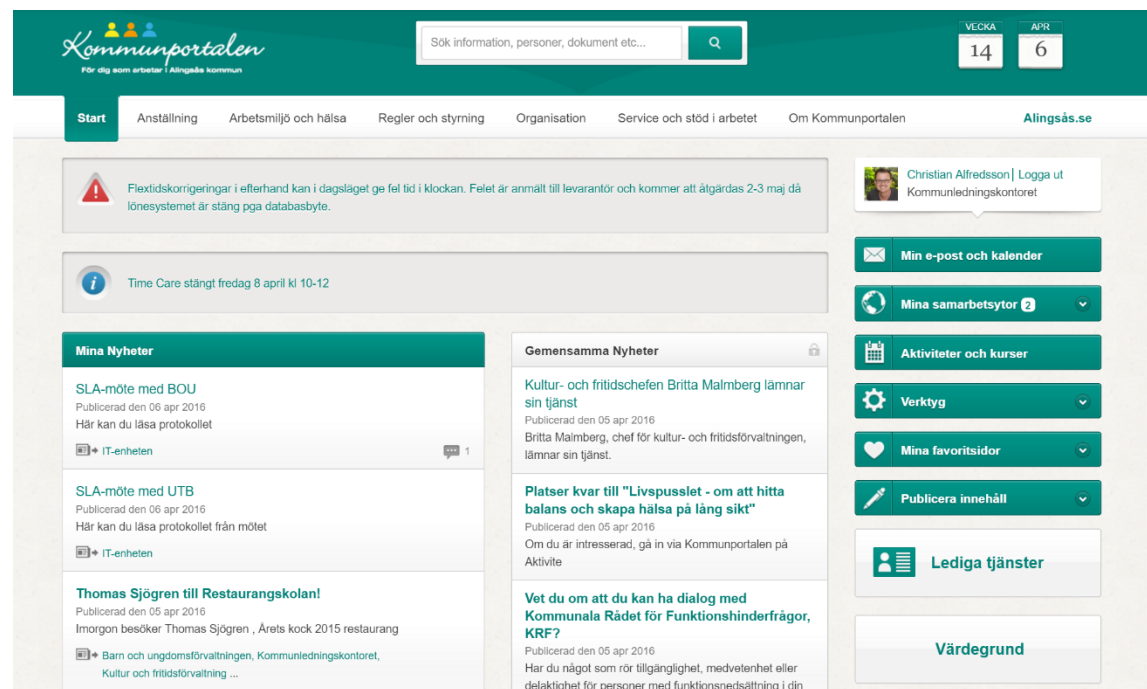 Kommunportalen
För dig som arbetar i Alingsås kommun
Sök information, personer, dokument etc...
VECKA
14
APR
6
Start
Anställning
Arbetsmiljö och hälsa
Regler och styrning
Organisation
Service och stöd i arbetet
Om Kommunportalen
Alingsås.se
Flextidskorrigeringar i efterhand kan i dagsläget ge fel tid i klockan. Felet är anmält till levarantör och kommer att åtgärdas 2-3 maj då
lönesystemet är stäng pga databasbyte.
Time Care stängt fredag 8 april kl 10-12
Mina Nyheter
SLA-möte med BOU
Publicerad den 06 apr 2016
Här kan du läsa protokollet
IT-enheten
1
SLA-möte med UTB
Publicerad den 06 apr 2016
Här kan du läsa protokollet från mötet
IT-enheten
Thomas Sjögren till Restaurangskolan!
Publicerad den 05 apr 2016
Imorgon besöker Thomas Sjögren , Årets kock 2015 restaurang
Barn och ungdomsförvaltningen, Kommunledningskontoret,
Kultur och fritidsförvaltning ...
Gemensamma Nyheter
Kultur- och fritidschefen Britta Malmberg lämnar
sin tjänst
Publicerad den 05 apr 2016
Britta Malmberg, chef för kultur- och fritidsförvaltningen,
lämnar sin tjänst.
Platser kvar till "Livspusslet - om att hitta
balans och skapa hälsa på lång sikt"
Publicerad den 05 apr 2016
Om du är intresserad, gå in via Kommunportalen på
Aktivite
Vet du om att du kan ha dialog med
Kommunala Rådet för Funktionshinderfrågor,
KRF?
Publicerad den 05 apr 2016
Har du något som rör tillgänglighet, medvetenhet eller
delaktighet för personer med funktionsnedsättning i din
Christian Alfredsson| Logga ut
Kommunledningskontoret
Min e-post och kalender
Mina samarbetsytor 2
Aktiviteter och kurser
Verktyg
Mina favoritsidor
Publicera innehåll
Lediga tjänster
Värdegrund